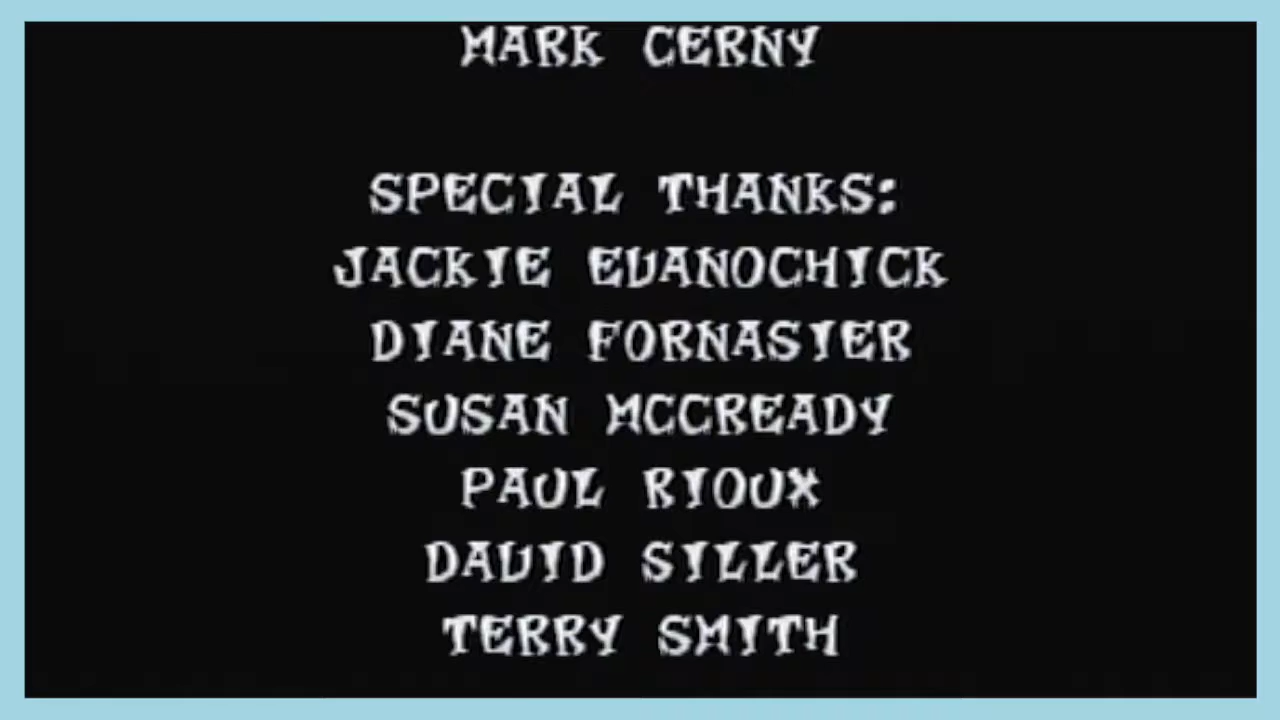 MARK CERNY
SPECIAL THANKS:
JACKIE EVANOCHICK
DIANE FORNASIER
SUSAN MCCREADY
PAUL RIOUX
DAVID SILLER
TERRY SMITH